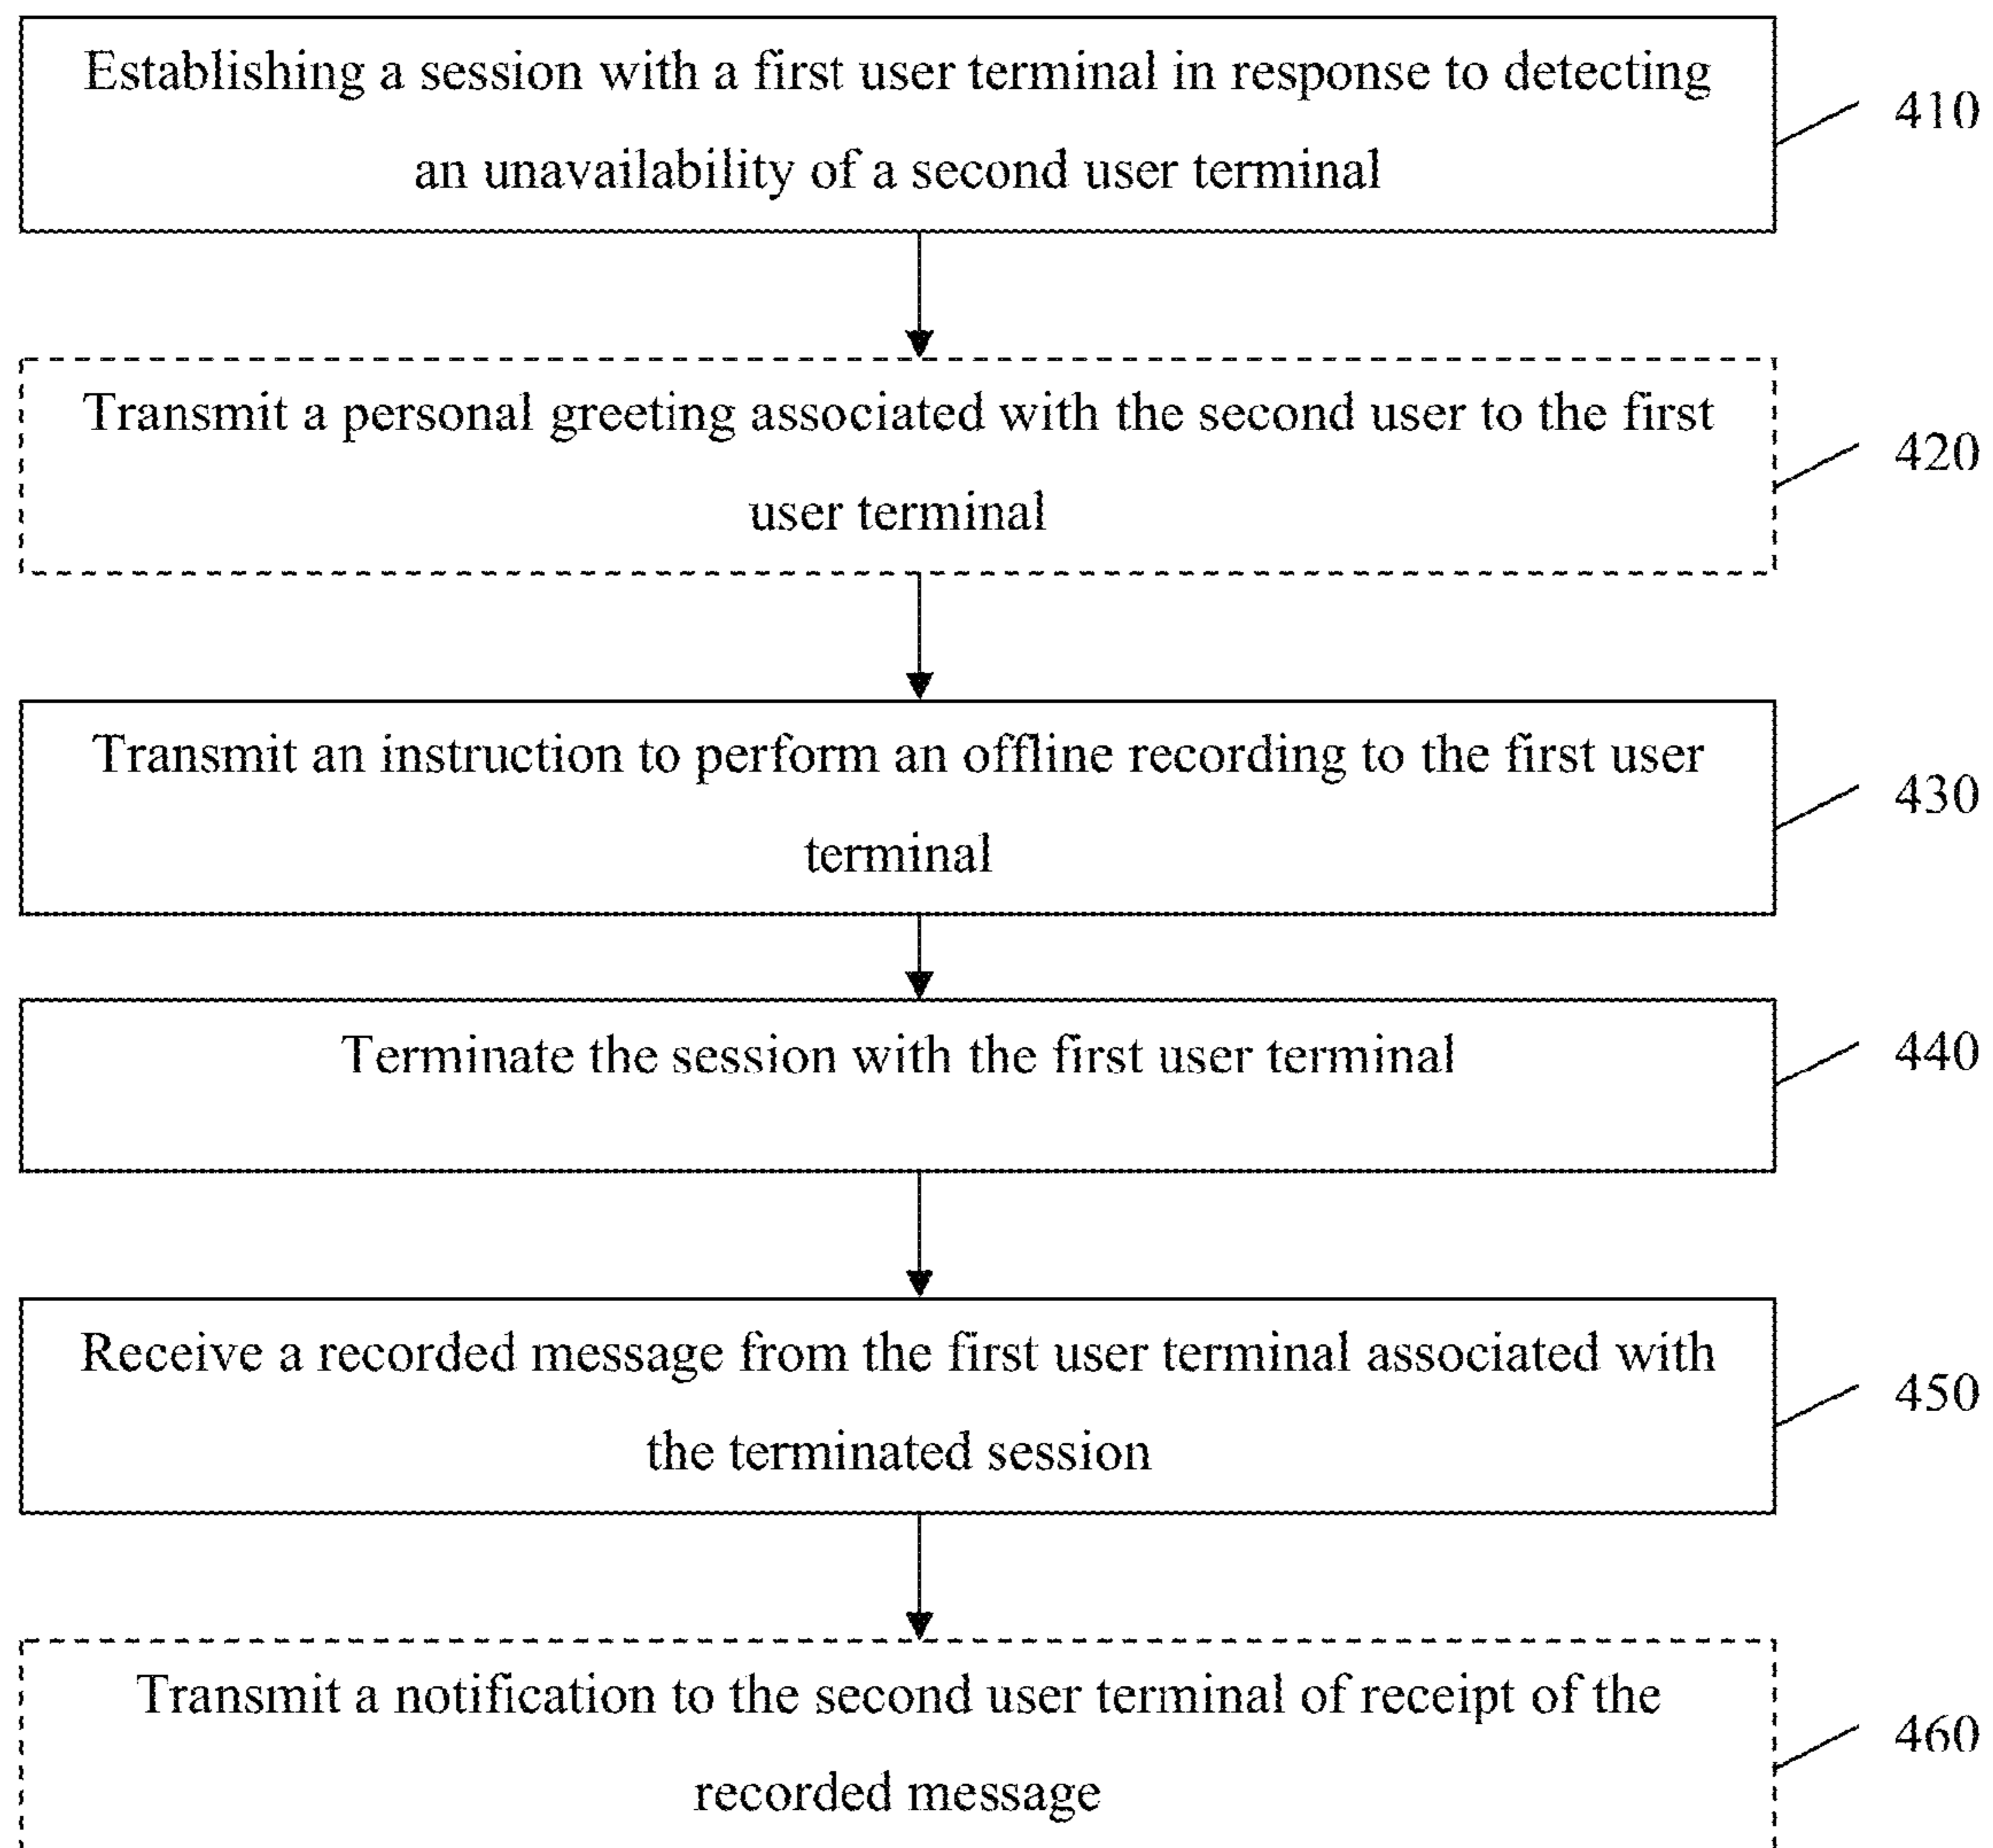 Establishing a session with a first user terminal in response to detecting
an unavailability of a second user terminal
410
Transmit a personal greeting associated with the second user to the first
user terminal
420
Transmit an instruction to perform an offline recording to the first user
terminal
430
Terminate the session with the first user terminal
440
Receive a recorded message from the first user terminal associated with
the terminated session
450
Transmit a notification to the second user terminal of receipt of the
recorded message
460